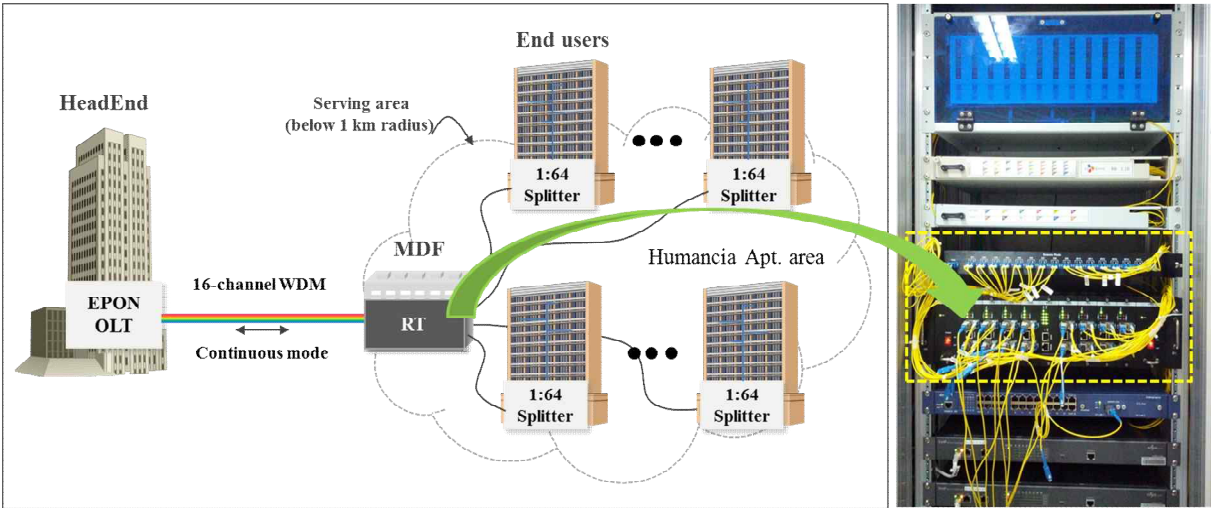 End users
HeadEnd
Serving area
(below 1 km radius)
1:64
Splitter
1:64
Splitter
MDF
Humancia Apt. area
EPON
OLT
16-channel WDM
RT
Continuous mode
1:64
Splitter
1:64
Splitter